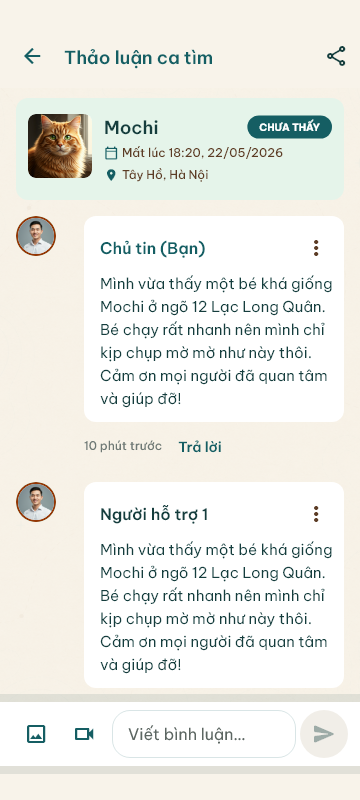 Thảo luận ca tìm
Mochi
CHƯA THẤY
Mất lúc 18:20, 22/05/2026
Tây Hồ, Hà Nội
Chủ tin (Bạn)
Mình vừa thấy một bé khá giống
Mochi ở ngõ 12 Lạc Long Quân.
Bé chạy rất nhanh nên mình chỉ
kịp chụp mờ mờ như này thôi.
Cảm ơn mọi người đã quan tâm
và giúp đỡ!
10 phút trước
Trả lời
Người hỗ trợ 1
Mình vừa thấy một bé khá giống
Mochi ở ngõ 12 Lạc Long Quân.
Bé chạy rất nhanh nên mình chỉ
kịp chụp mờ mờ như này thôi.
Cảm ơn mọi người đã quan tâm
và giúp đỡ!
Viết bình luận...